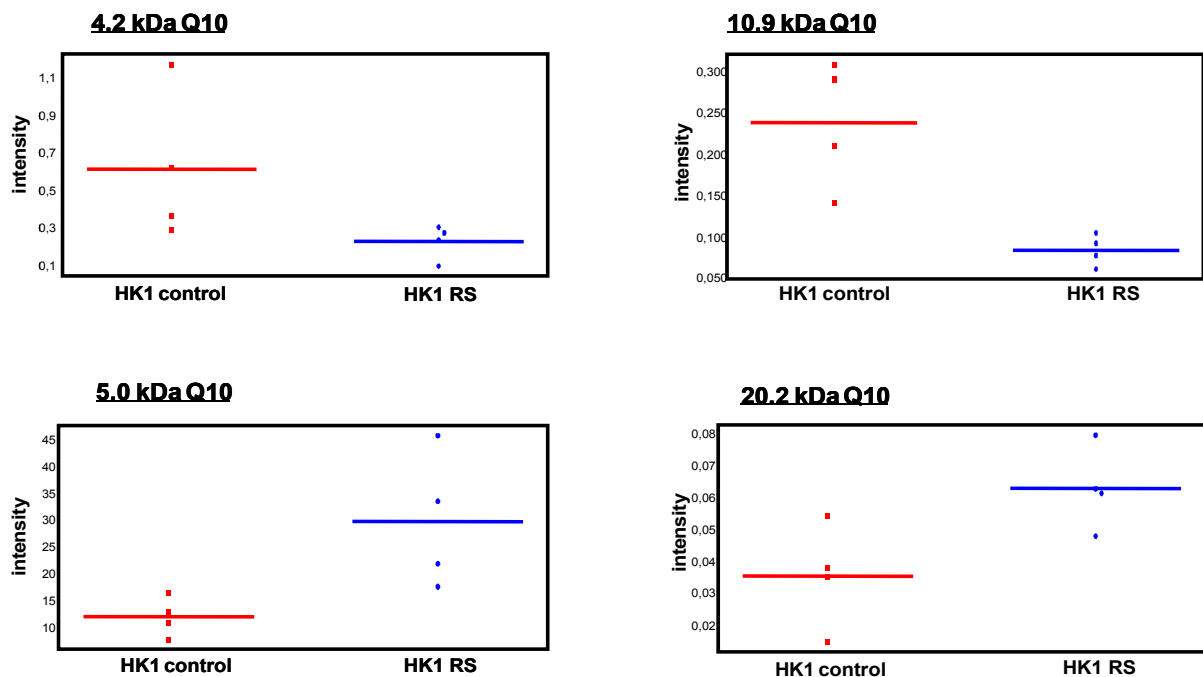 4.2 kDa Q10
intensity
1,1
0,9
0,7
0,5
0,3
0,1
HK1 control
HK1 RS
10.9 kDa Q10
intensity
0,300
0,250
0,200
0,150
0,100
0,050
HK1 control
HK1 RS
5.0 kDa Q10
intensity
45
40
35
30
25
20
15
10
HK1 control
HK1 RS
20.2 kDa Q10
intensity
0,08
0,07
0,06
0,05
0,04
0,03
0,02
HK1 control
HK1 RS